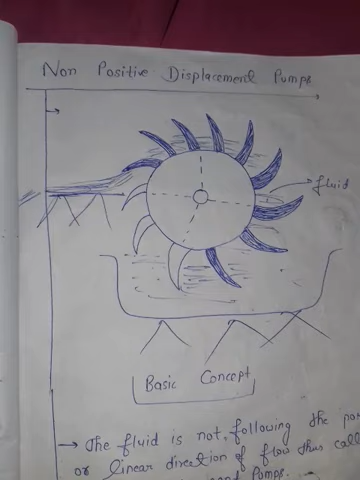 Non Positive Displacement Pumps
fluid
Basic Concept
→ The fluid is not following the
or linear direction of flow thus
Pumps.